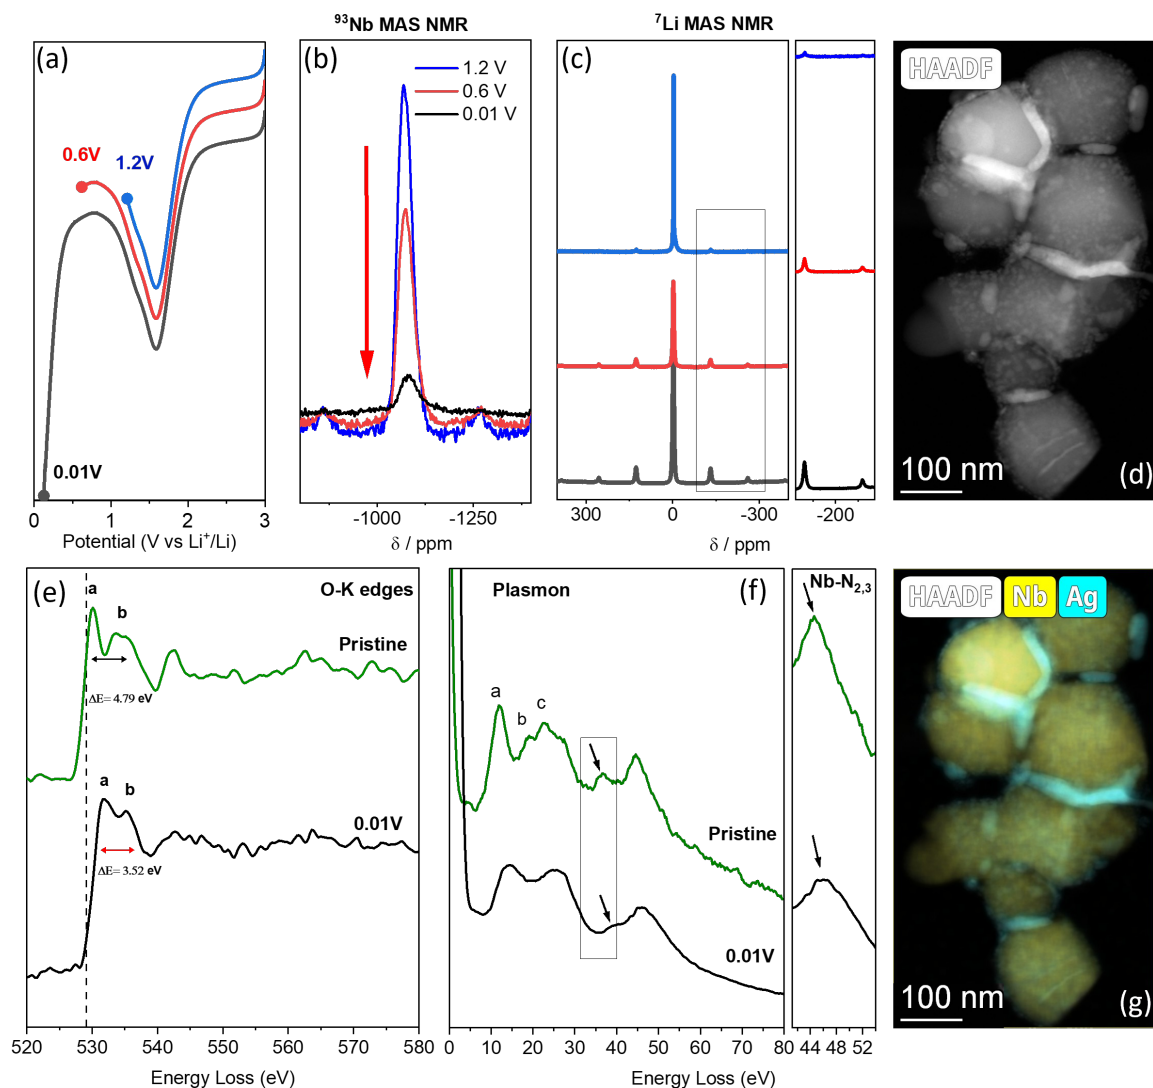 ⁹³Nb MAS NMR
⁷Li MAS NMR
(a)
0.6V
1.2V
0.01V
0 1 2 3
Potential (V vs Li⁺/Li)
(b)
1.2 V
0.6 V
0.01 V
-1000 -1250
δ / ppm
(c)
300 0 -300
-200
δ / ppm
HAADF
100 nm
(d)
(e)
O-K edges
a
b
Pristine
ΔE= 4.79 eV
a
b
0.01V
ΔE= 3.52 eV
520 530 540 550 560 570 580
Energy Loss (eV)
Plasmon
(f)
a
b
c
Pristine
0.01V
0 10 20 30 40 50 60 70 80
Energy Loss (eV)
Nb-N₂,₃
44 48 52
HAADF Nb Ag
100 nm
(g)